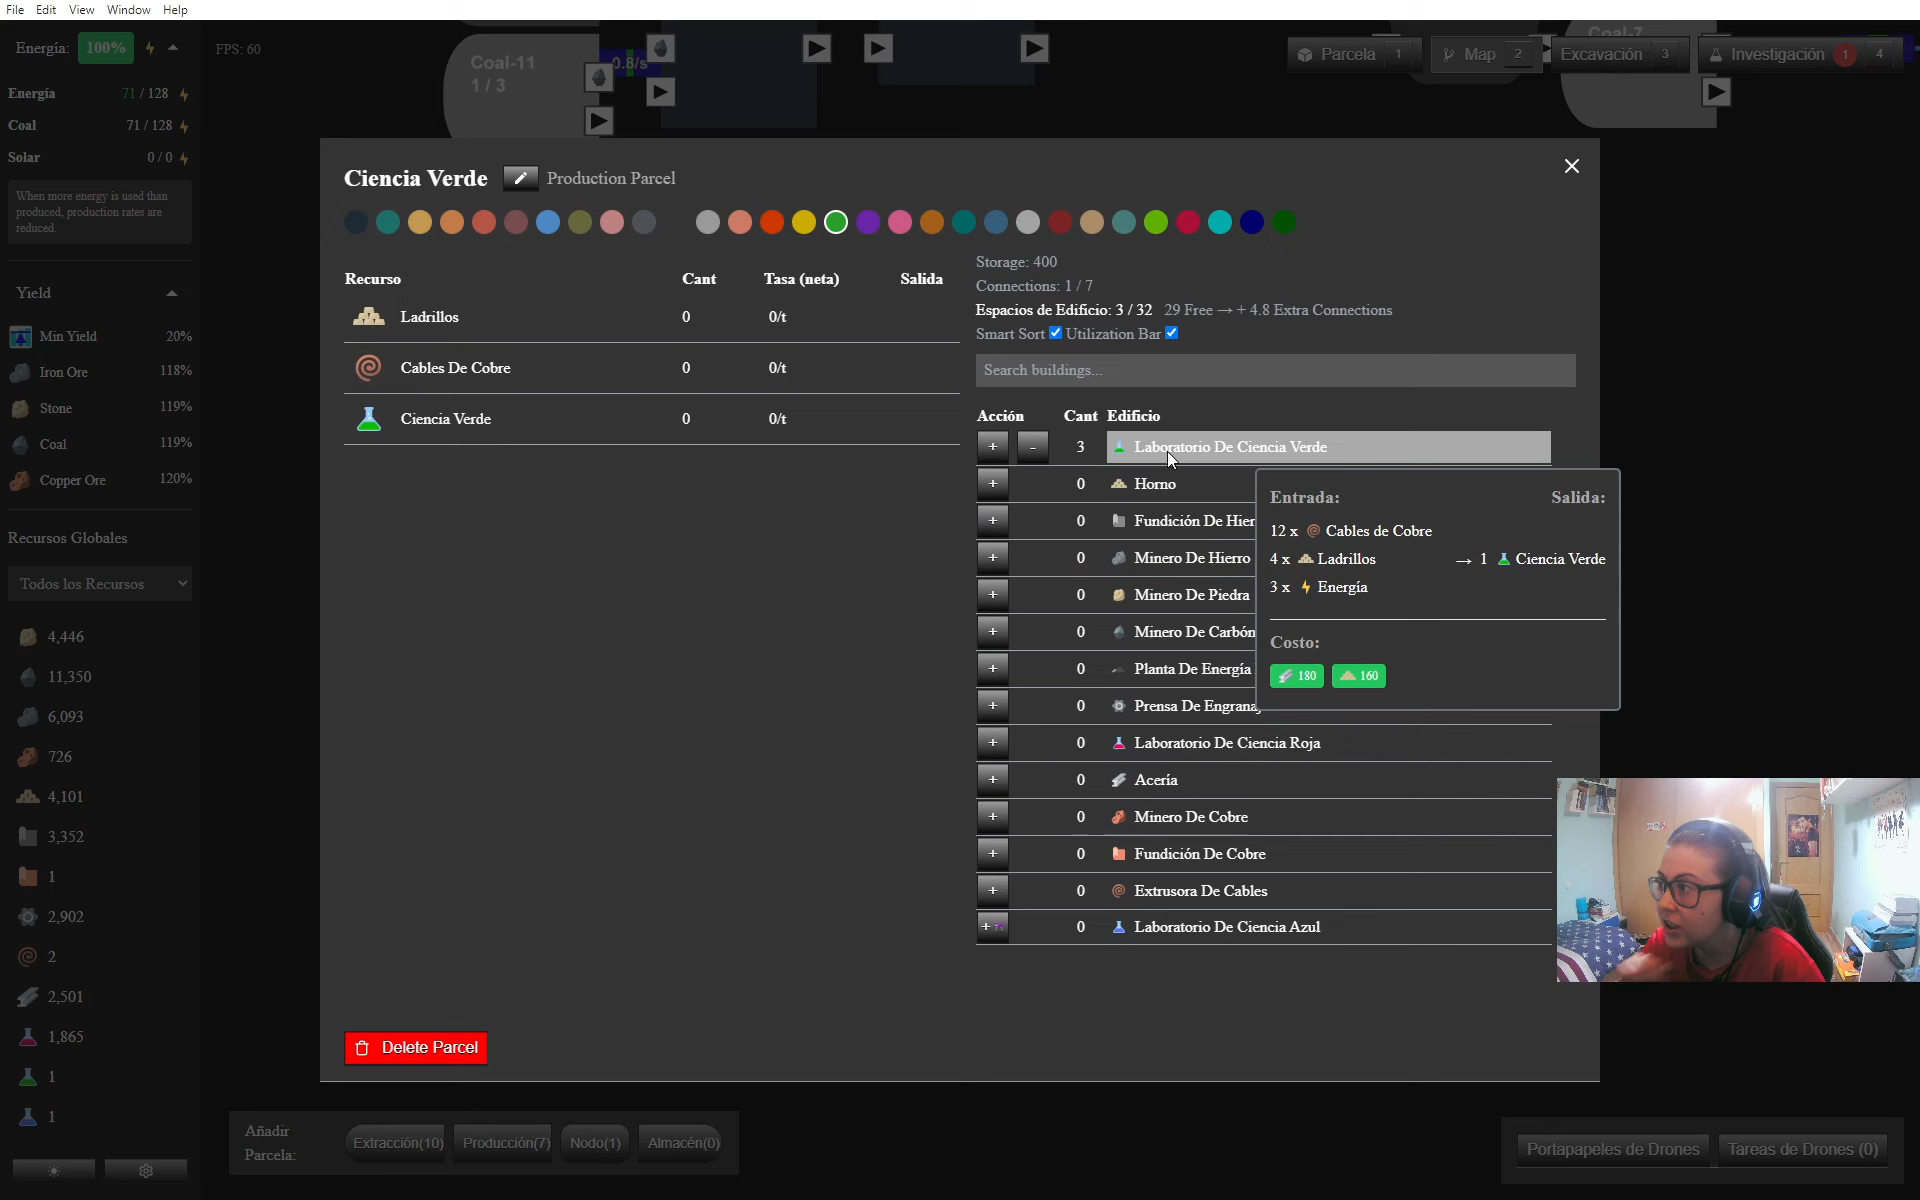 File Edit View Window Help
Energía: 100%
FPS: 60
Coal-11
1 / 3
0.8/s
Coal-7
Parcela 1
Map 2
Excavación 3
Investigación 1 4
Energía 71 / 128
Coal 71 / 128
Solar 0 / 0
When more energy is used than
produced, production rates are
reduced.
Yield
Min Yield 20%
Iron Ore 118%
Stone 119%
Coal 119%
Copper Ore 120%
Recursos Globales
Todos los Recursos
4,446
11,350
6,093
726
4,101
3,352
1
2,902
2
2,501
1,865
1
1
Ciencia Verde Production Parcel
Recurso Cant Tasa (neta) Salida
Ladrillos 0 0/t
Cables De Cobre 0 0/t
Ciencia Verde 0 0/t
Delete Parcel
Storage: 400
Connections: 1 / 7
Espacios de Edificio: 3 / 32 29 Free → + 4.8 Extra Connections
Smart Sort Utilization Bar
Search buildings...
Acción Cant Edificio
+ - 3 Laboratorio De Ciencia Verde
+ 0 Horno
+ 0 Fundición De Hier
+ 0 Minero De Hierro
+ 0 Minero De Piedra
+ 0 Minero De Carbón
+ 0 Planta De Energía
+ 0 Prensa De Engrana
+ 0 Laboratorio De Ciencia Roja
+ 0 Acería
+ 0 Minero De Cobre
+ 0 Fundición De Cobre
+ 0 Extrusora De Cables
+ 0 Laboratorio De Ciencia Azul
Entrada: Salida:
12 x Cables de Cobre
4 x Ladrillos → 1 Ciencia Verde
3 x Energía
Costo:
180 160
Añadir
Parcela:
Extracción(10) Producción(7) Nodo(1) Almacén(0)
Portapapeles de Drones Tareas de Drones (0)